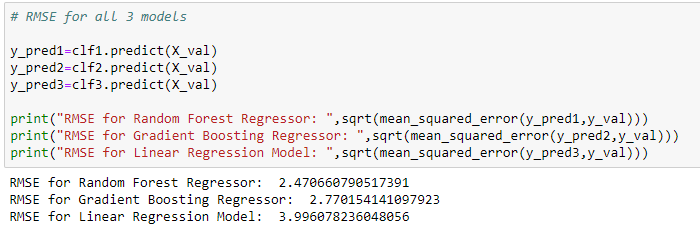 # RMSE for all 3 models
y_pred1=clf1.predict(X_val)
y_pred2=clf2.predict(X_val)
y_pred3=clf3.predict(X_val)
print("RMSE for Random Forest Regressor: ",sqrt(mean_squared_error(y_pred1,y_val)))
print("RMSE for Gradient Boosting Regressor: ",sqrt(mean_squared_error(y_pred2,y_val)))
print("RMSE for Linear Regression Model: ",sqrt(mean_squared_error(y_pred3,y_val)))
RMSE for Random Forest Regressor:  2.470660790517391
RMSE for Gradient Boosting Regressor:  2.770154141097923
RMSE for Linear Regression Model:  3.996078236048056